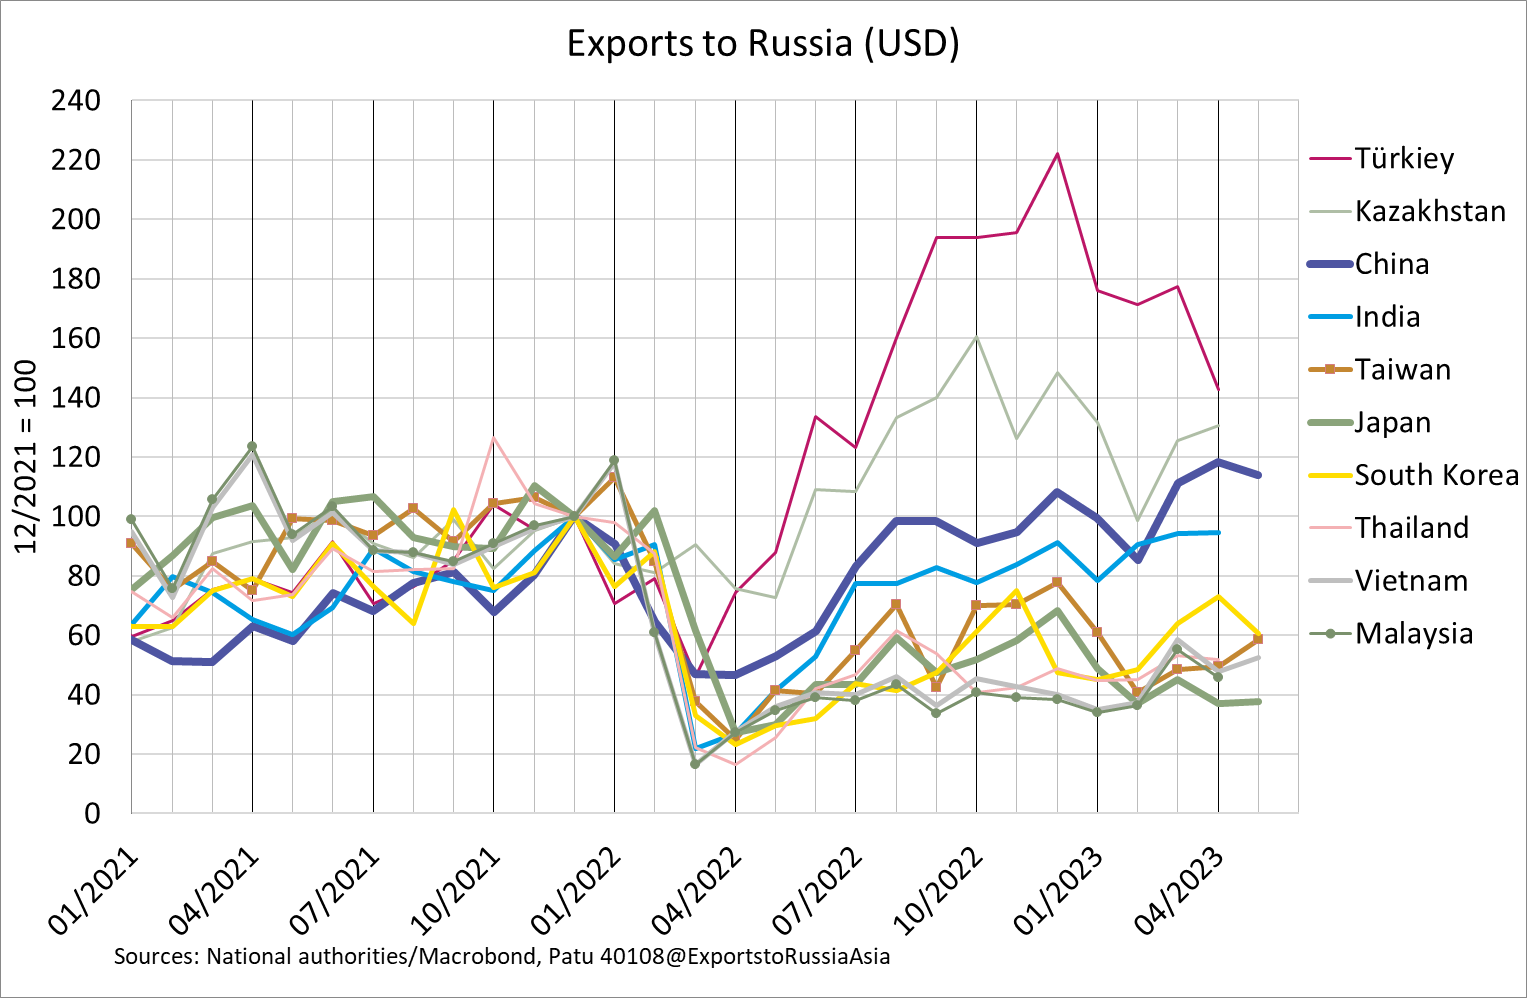 Exports to Russia (USD)
12/2021 = 100
240
220
200
180
160
140
120
100
80
60
40
20
0
01/2021
04/2021
07/2021
10/2021
01/2022
04/2022
07/2022
10/2022
01/2023
04/2023
Türkiey
Kazakhstan
China
India
Taiwan
Japan
South Korea
Thailand
Vietnam
Malaysia
Sources: National authorities/Macrobond, Patu 40108@ExportstoRussiaAsia